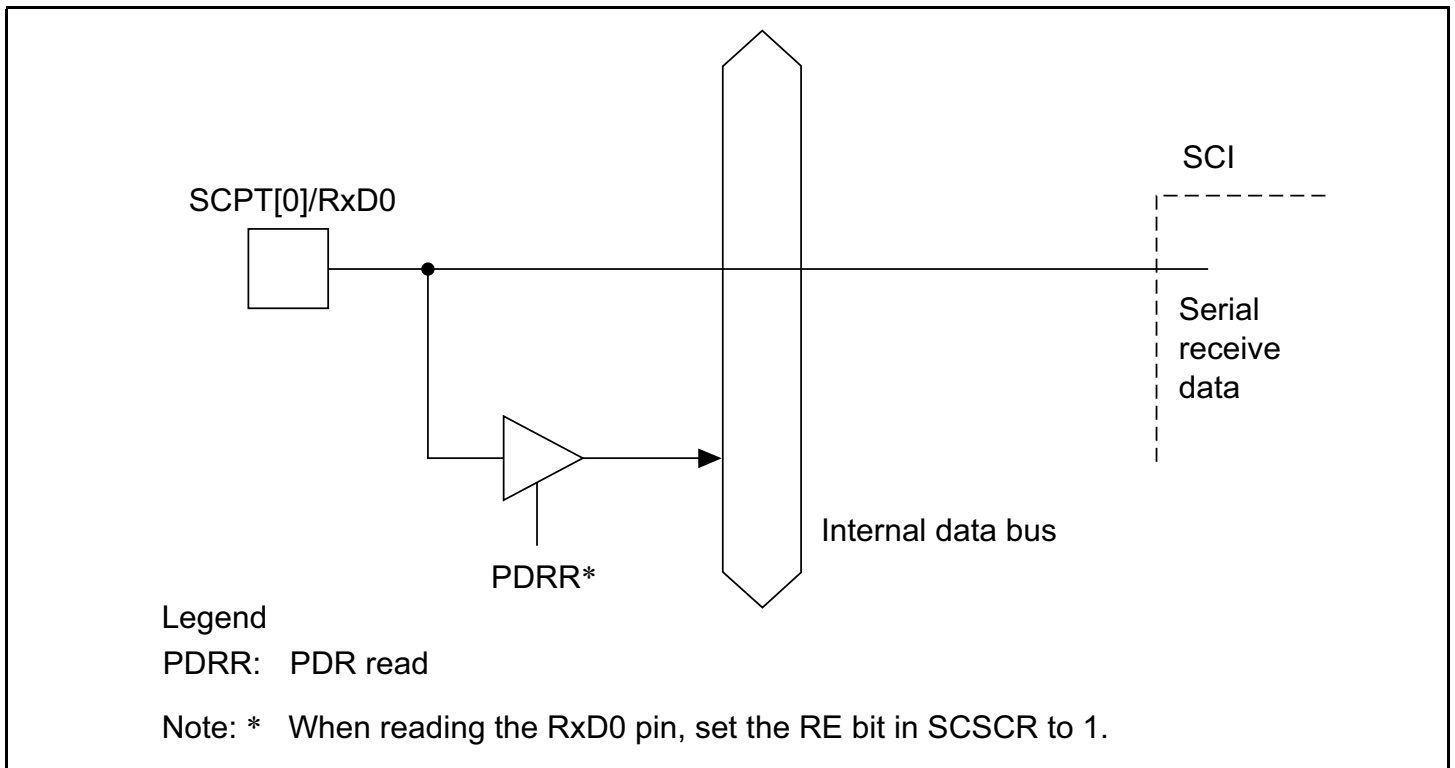 SCI
SCPT[0]/RxD0
Serial
receive
data
Internal data bus
PDRR*
Legend
PDRR: PDR read
Note: * When reading the RxD0 pin, set the RE bit in SCSCR to 1.